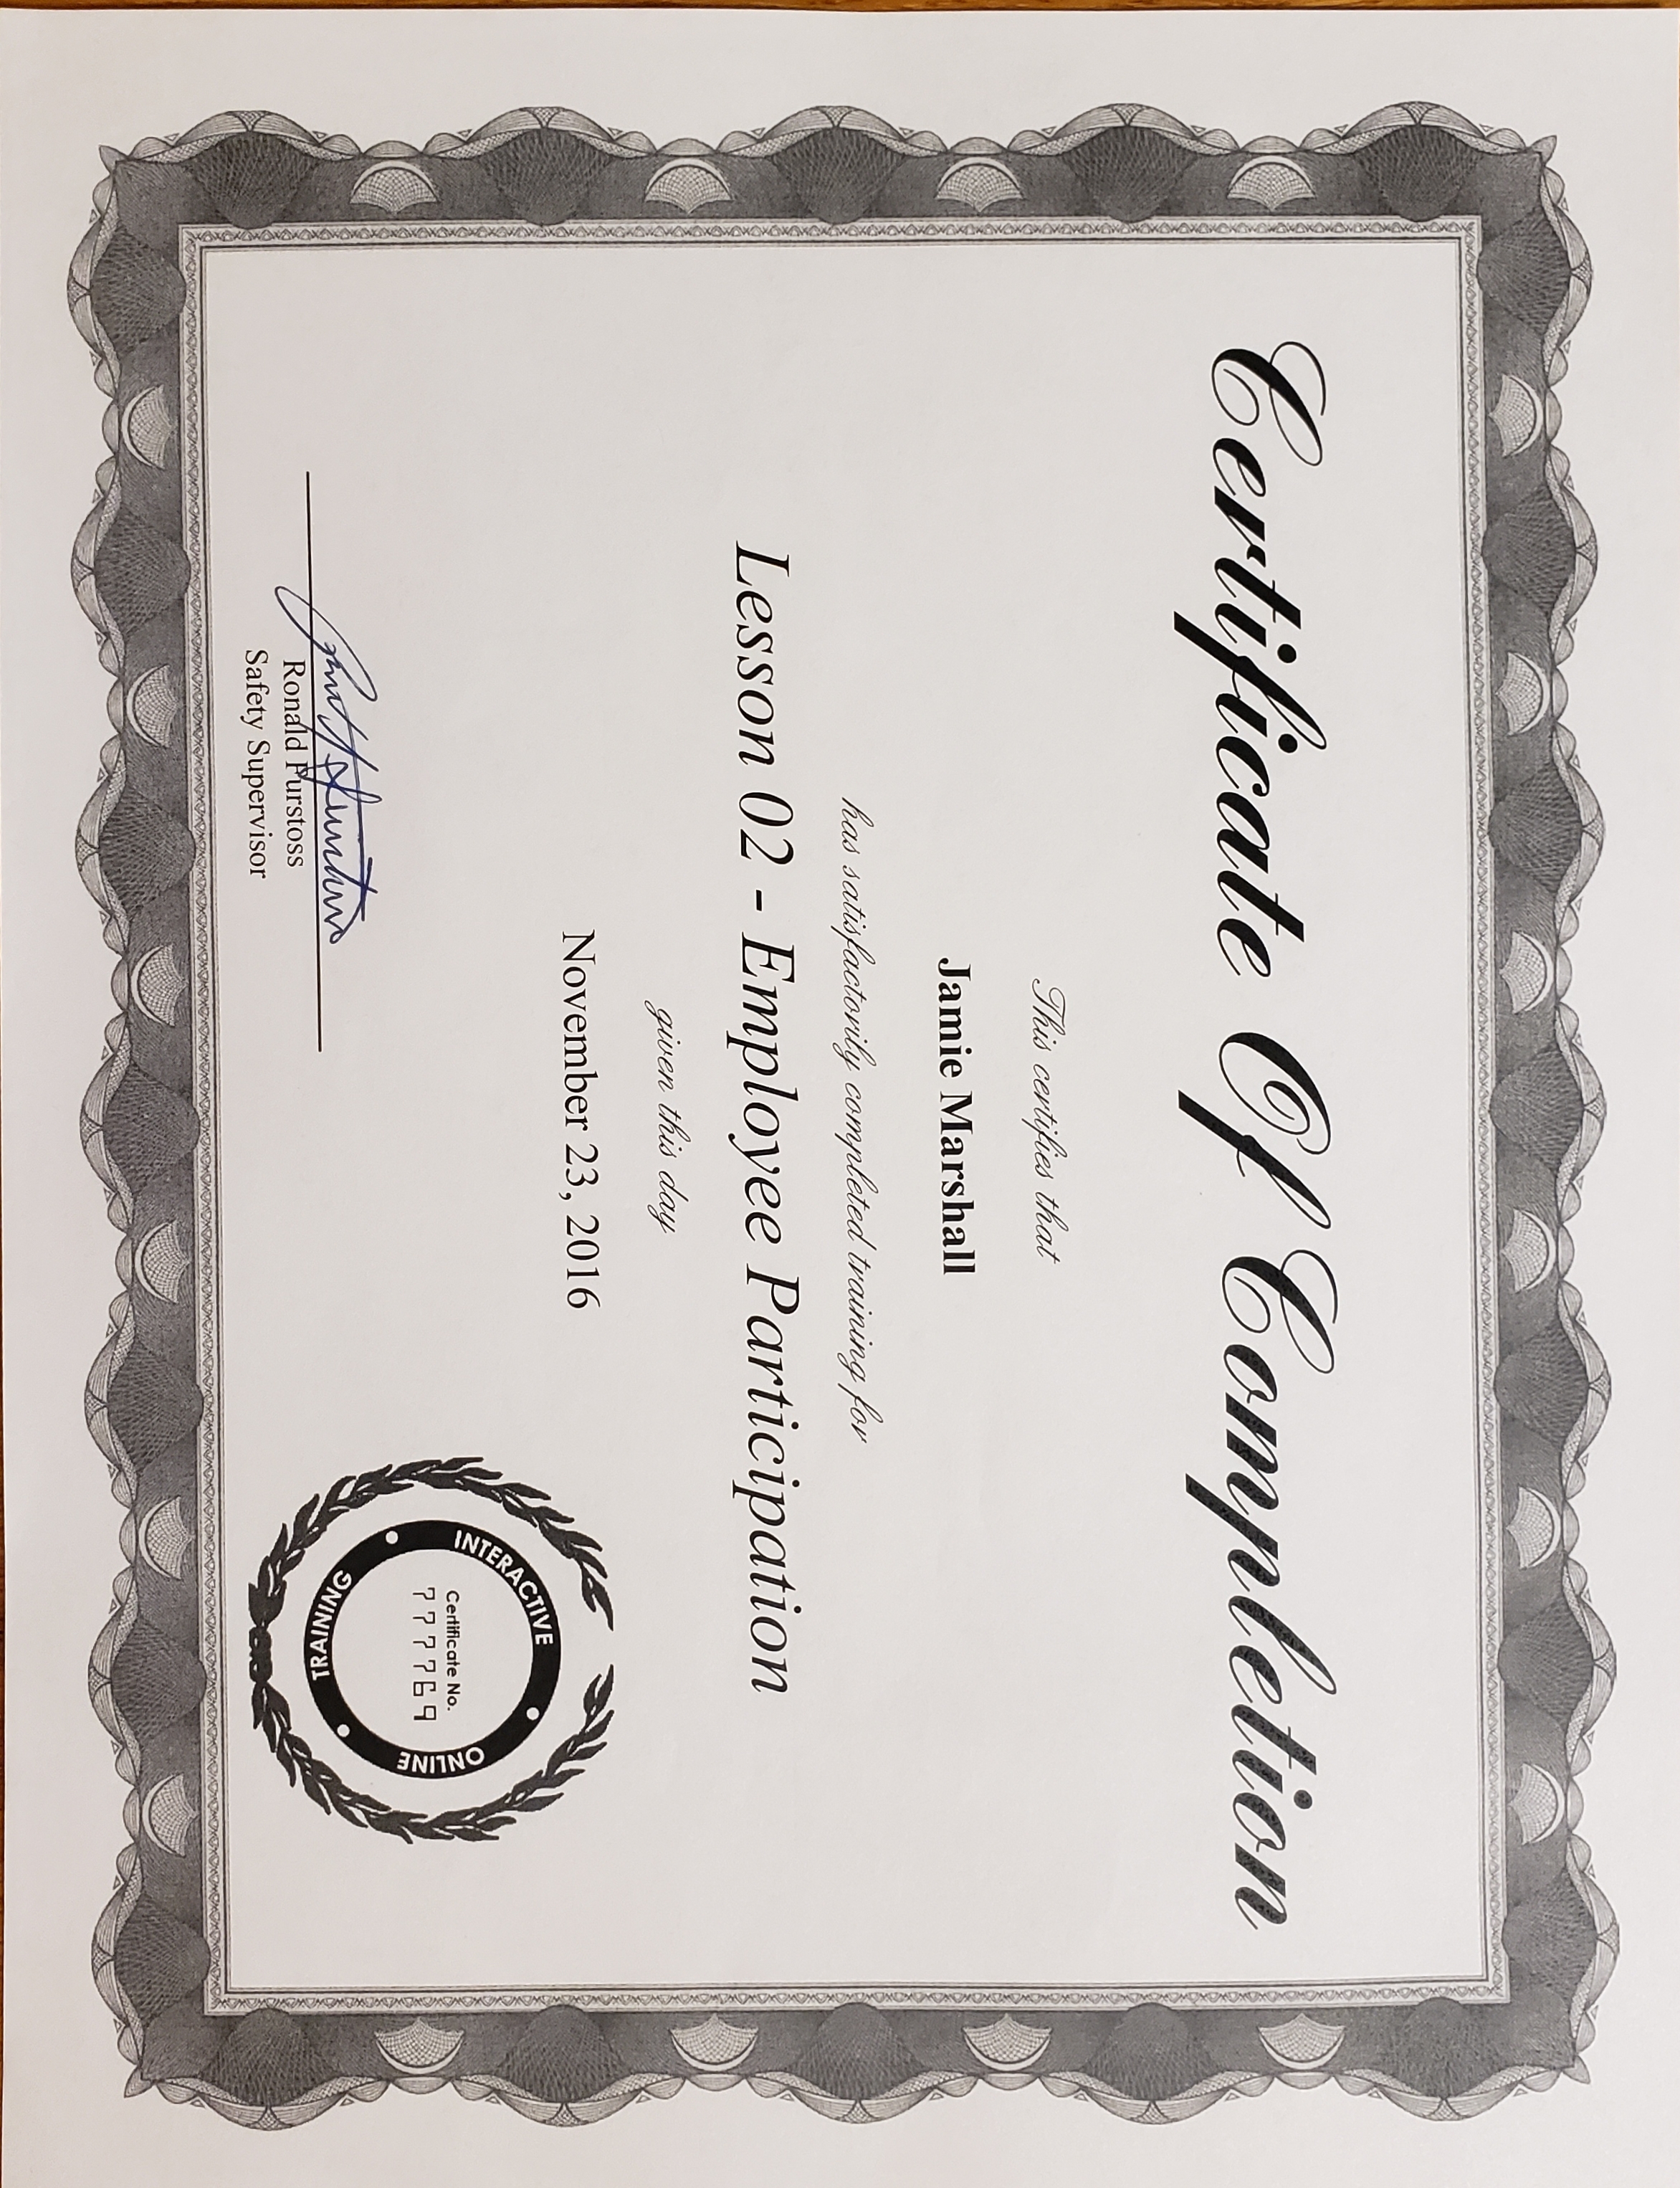 Certificate Of Completion
This certifies that
Jamie Marshall
has satisfactorily completed training for
Lesson 02 - Employee Participation
given this day
November 23, 2016
INTERACTIVE
ONLINE
TRAINING
Certificate No.
777769
Ronald Furstoss
Safety Supervisor